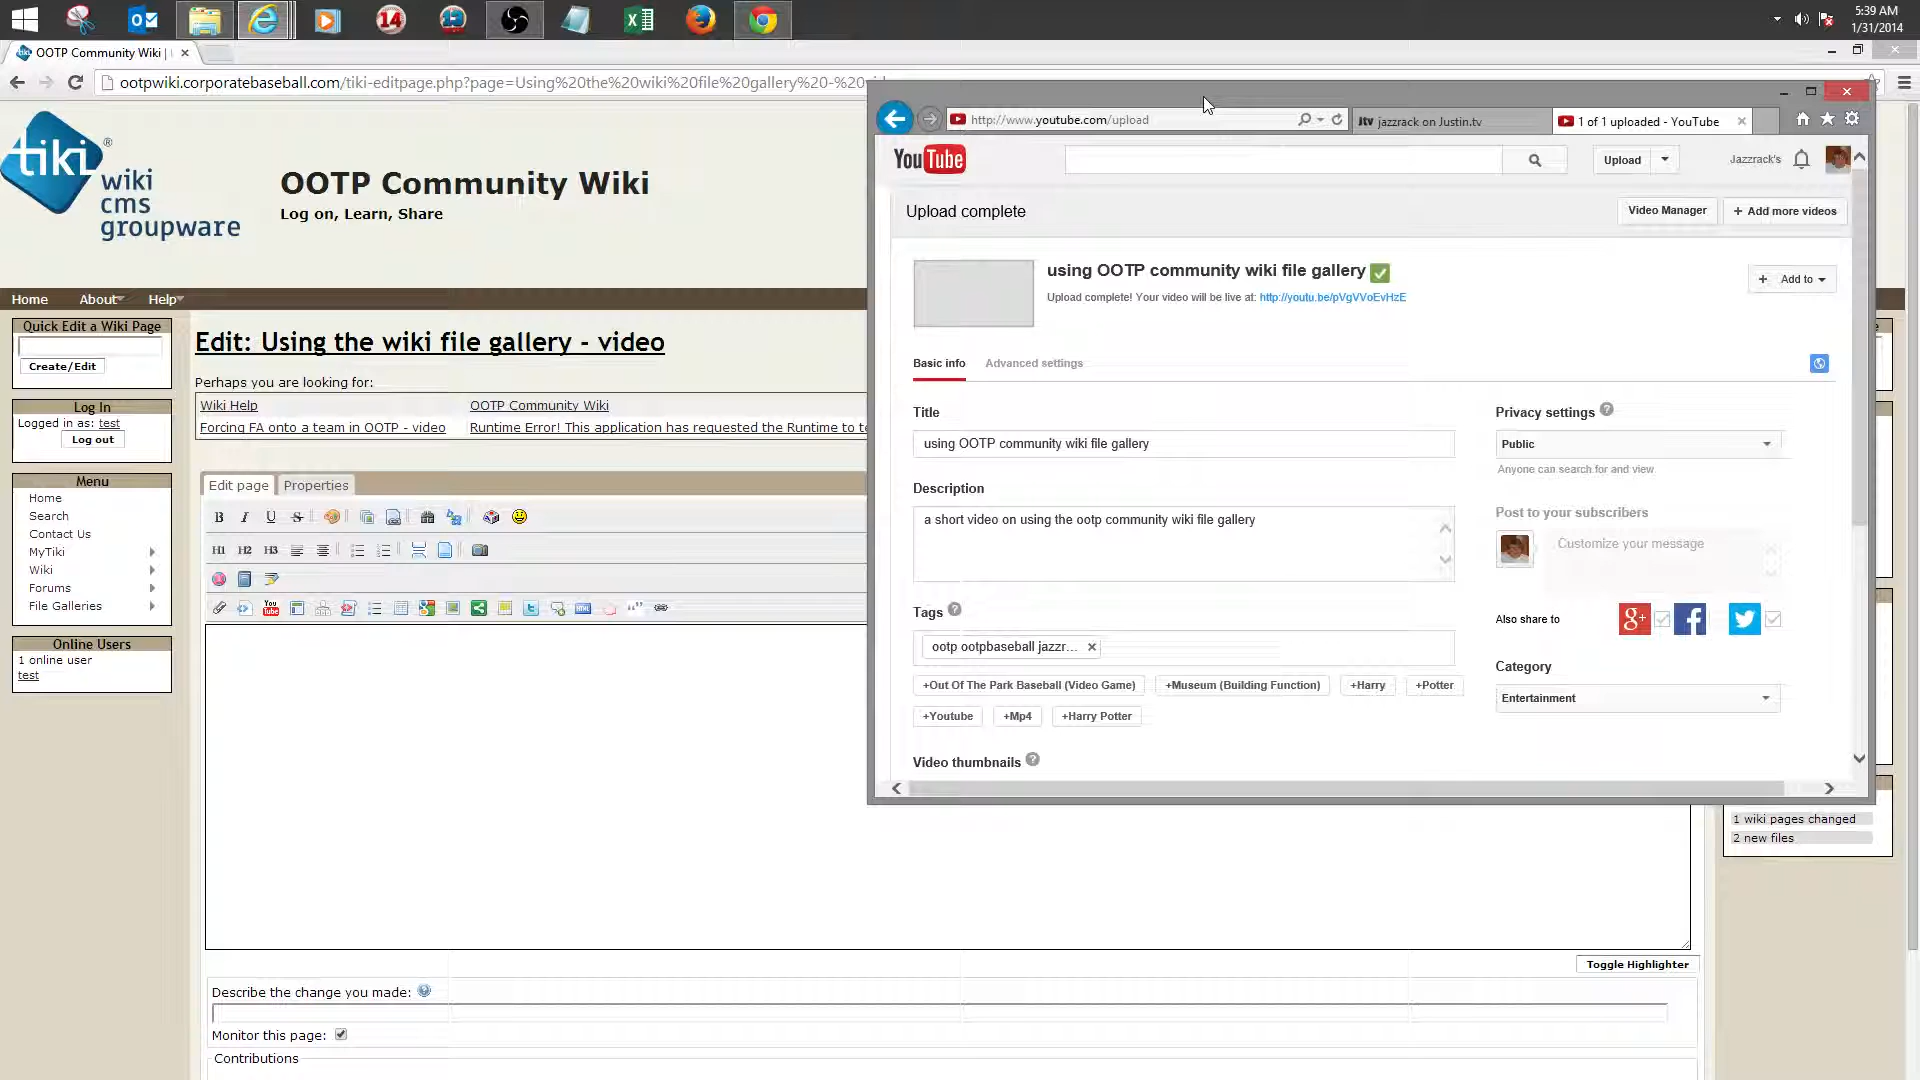 5:39 AM
1/31/2014
OOTP Community Wiki |
ootpwiki.corporatebaseball.com/tiki-editpage.php?page=Using%20the%20wiki%20file%20gallery%20-%20vid
tiki
wiki
cms
groupware
OOTP Community Wiki
Log on, Learn, Share
Home About Help
Quick Edit a Wiki Page
Create/Edit
Log In
Logged in as: test
Log out
Menu
Home
Search
Contact Us
MyTiki
Wiki
Forums
File Galleries
Online Users
1 online user
test
Edit: Using the wiki file gallery - video
Perhaps you are looking for:
Wiki Help OOTP Community Wiki
Forcing FA onto a team in OOTP - video Runtime Error! This application has requested the Runtime to te
Edit page Properties
B I U S
H1 H2 H3
Toggle Highlighter
Describe the change you made:
Monitor this page:
Contributions
http://www.youtube.com/upload
jtv jazzrack on Justin.tv
1 of 1 uploaded - YouTube
YouTube
Upload
Jazzrack's
Upload complete
Video Manager
+ Add more videos
using OOTP community wiki file gallery
Upload complete! Your video will be live at: http://youtu.be/pVgVVoEvHzE
+ Add to
Basic info Advanced settings
Title
using OOTP community wiki file gallery
Description
a short video on using the ootp community wiki file gallery
Tags
ootp ootpbaseball jazzr... ×
+Out Of The Park Baseball (Video Game) +Museum (Building Function) +Harry +Potter
+Youtube +Mp4 +Harry Potter
Video thumbnails
Privacy settings
Public
Anyone can search for and view
Post to your subscribers
Customize your message
Also share to
Category
Entertainment
1 wiki pages changed
2 new files